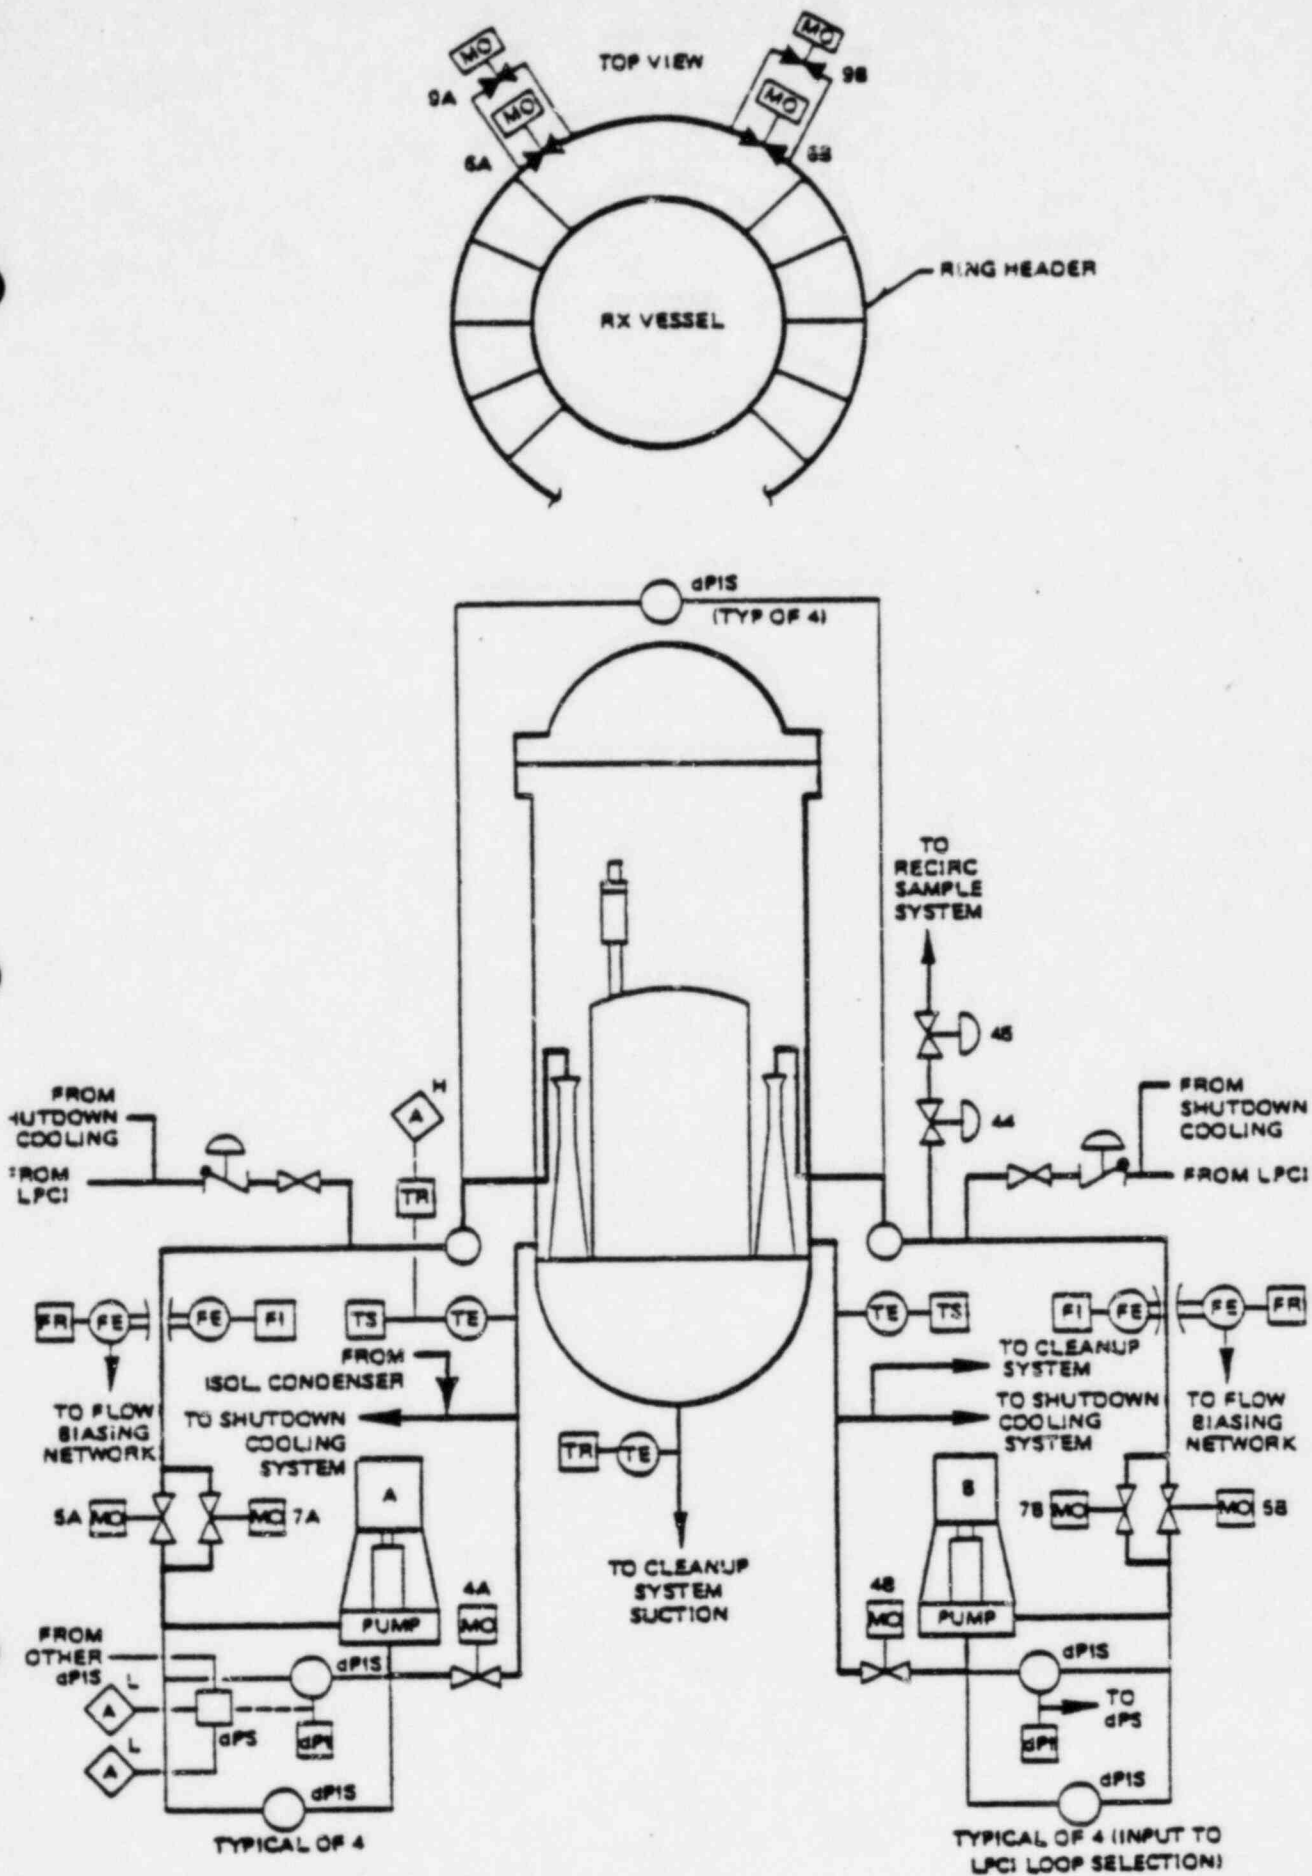 MO
TOP VIEW
MO
9A
MO
MO
9B
6A
6B
RING HEADER
RX VESSEL
dPIS
(TYP OF 4)
TO
RECIRC
SAMPLE
SYSTEM
45
44
FROM
HUTDOWN
COOLING
FROM
LPCI
H
A
TR
FROM
SHUTDOWN
COOLING
FROM LPCI
FR
FE
FE
FI
TS
TE
TE
TS
FI
FE
FE
FR
FROM
ISOL. CONDENSER
TO CLEANUP
SYSTEM
TO FLOW
BIASING
NETWORK
TO SHUTDOWN
COOLING
SYSTEM
TR
TE
TO SHUTDOWN
COOLING
SYSTEM
TO FLOW
BIASING
NETWORK
5A
MO
MO
7A
A
B
7B
MO
MO
5B
TO CLEANUP
SYSTEM
SUCTION
4A
MO
PUMP
4B
MO
PUMP
FROM
OTHER
dPIS
L
A
dPS
dPIS
dPI
L
A
dPIS
TYPICAL OF 4
dPIS
TO
dPS
dPI
dPIS
TYPICAL OF 4 (INPUT TO
LPCI LOOP SELECTION)